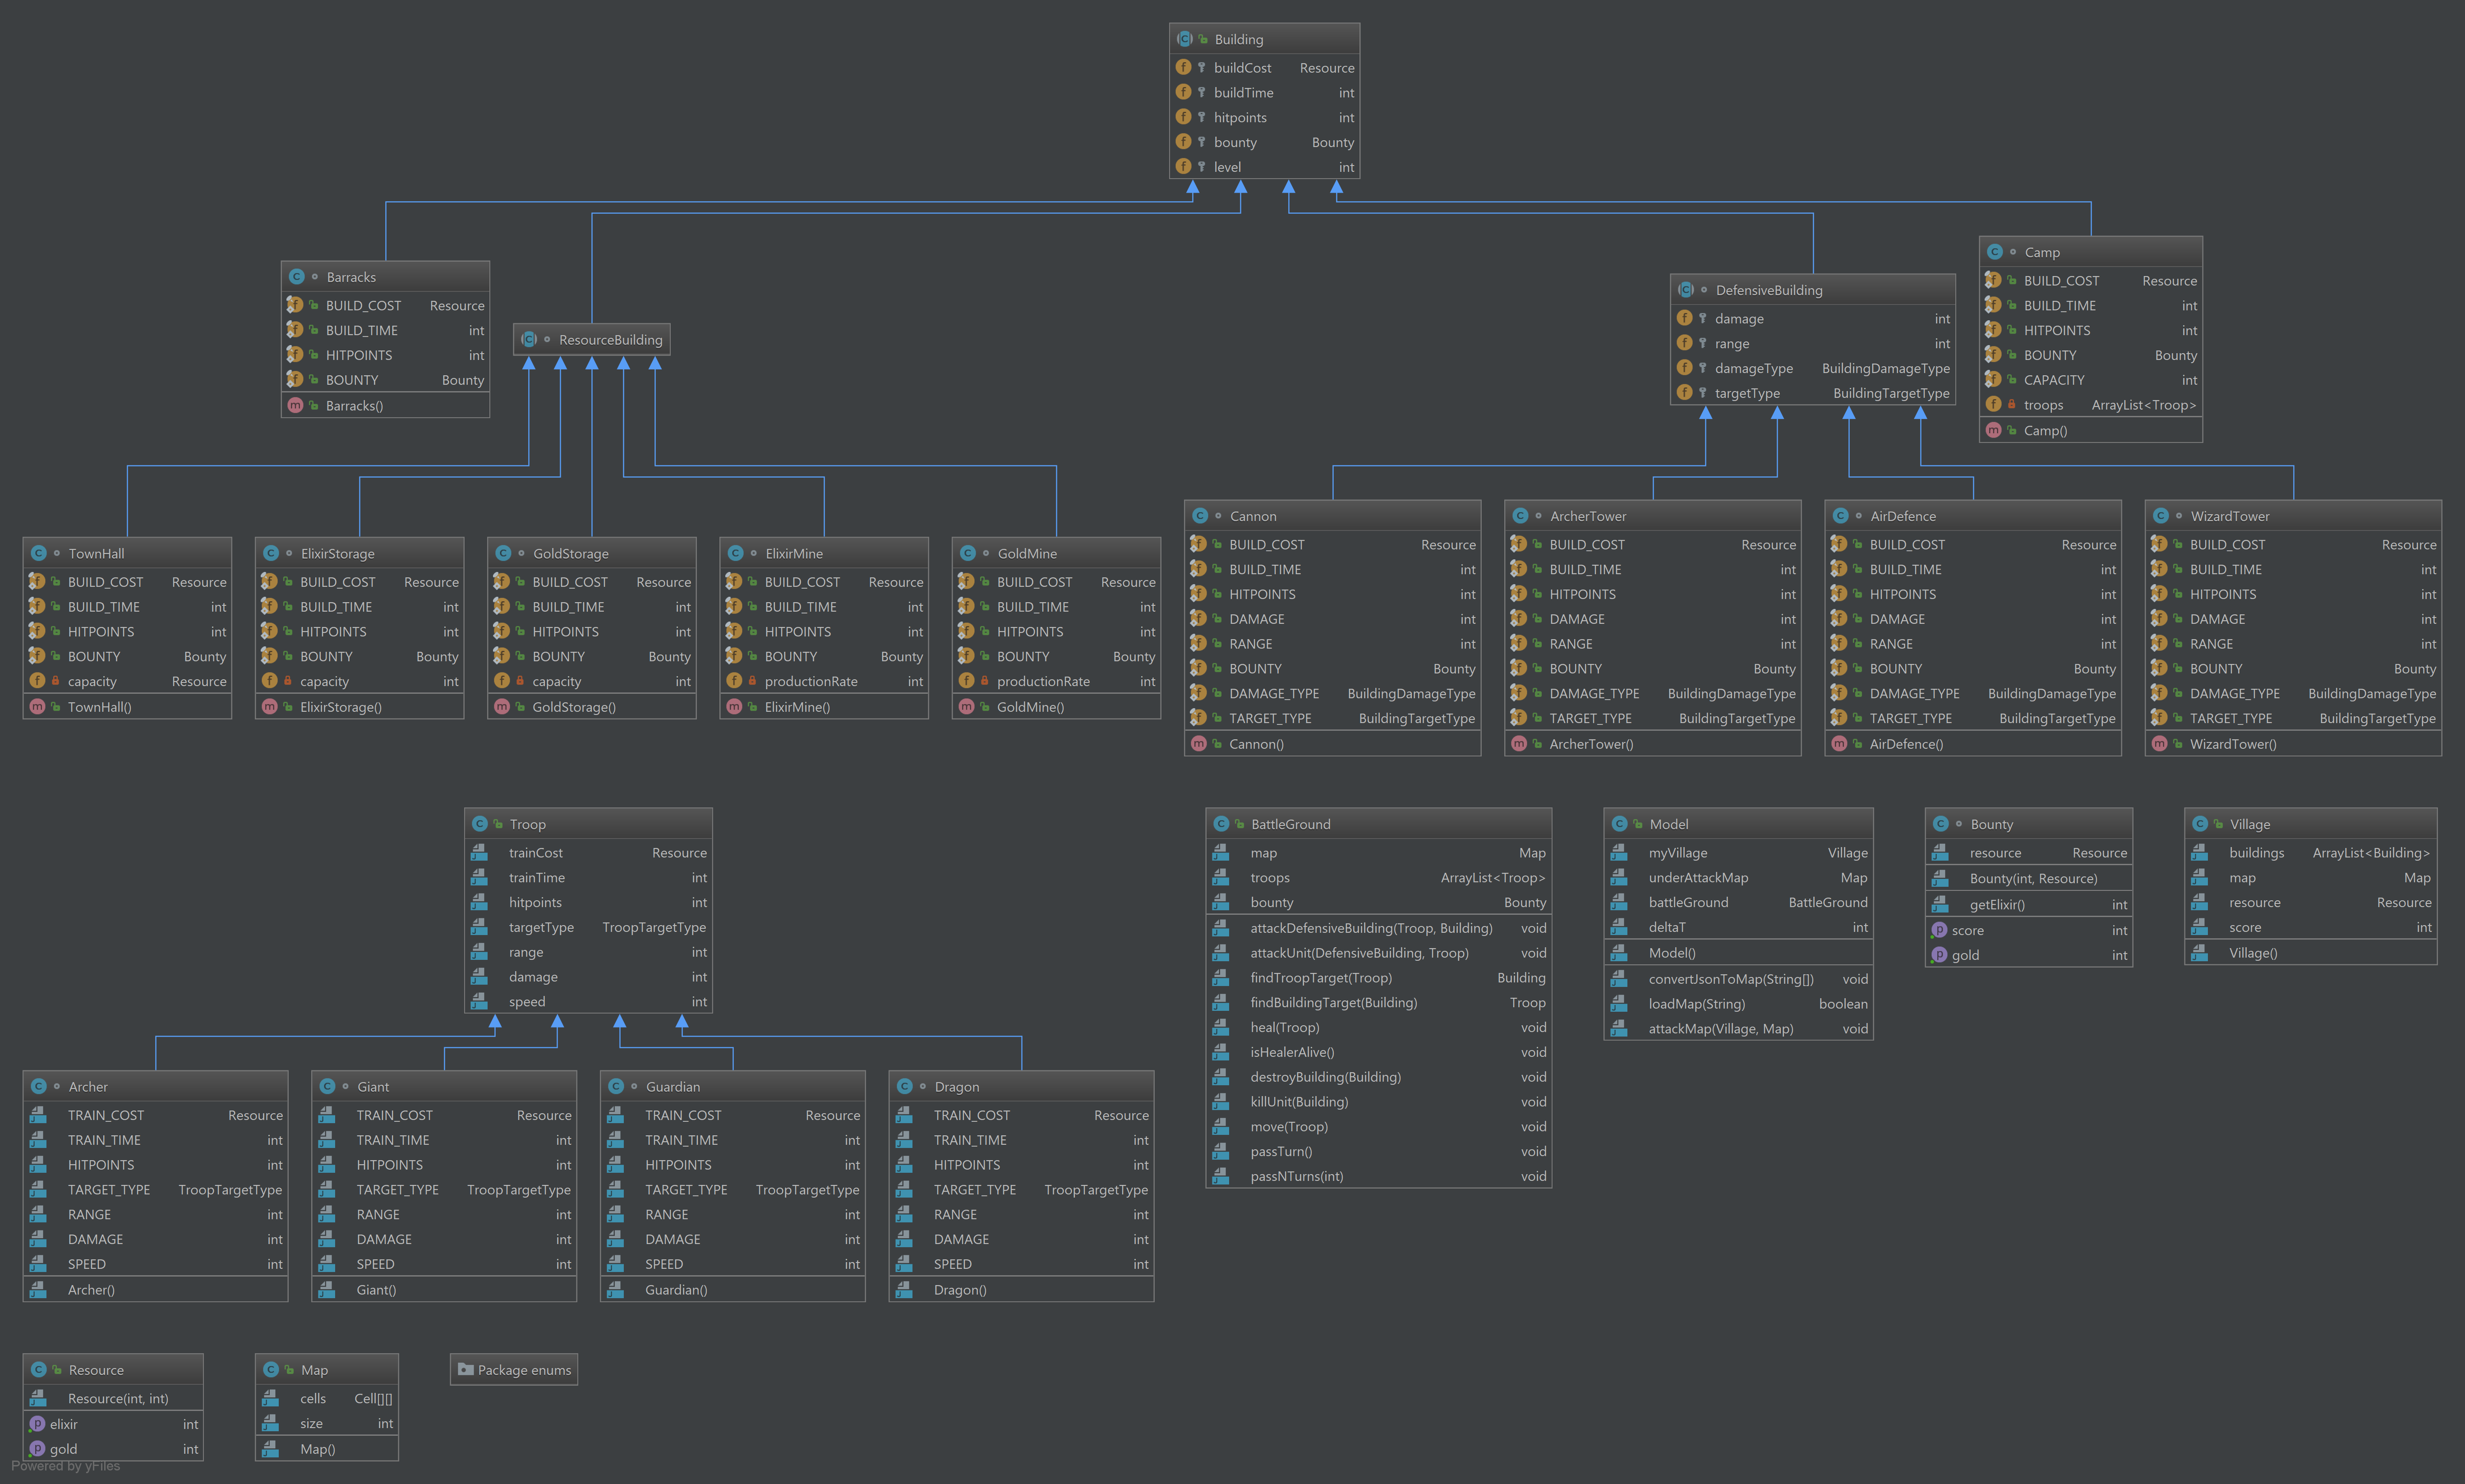 Building
buildCost Resource
buildTime int
hitpoints int
bounty Bounty
level int
Barracks
BUILD_COST Resource
BUILD_TIME int
HITPOINTS int
BOUNTY Bounty
Barracks()
ResourceBuilding
DefensiveBuilding
damage int
range int
damageType BuildingDamageType
targetType BuildingTargetType
Camp
BUILD_COST Resource
BUILD_TIME int
HITPOINTS int
BOUNTY Bounty
CAPACITY int
troops ArrayList<Troop>
Camp()
TownHall
BUILD_COST Resource
BUILD_TIME int
HITPOINTS int
BOUNTY Bounty
capacity Resource
TownHall()
ElixirStorage
BUILD_COST Resource
BUILD_TIME int
HITPOINTS int
BOUNTY Bounty
capacity int
ElixirStorage()
GoldStorage
BUILD_COST Resource
BUILD_TIME int
HITPOINTS int
BOUNTY Bounty
capacity int
GoldStorage()
ElixirMine
BUILD_COST Resource
BUILD_TIME int
HITPOINTS int
BOUNTY Bounty
productionRate int
ElixirMine()
GoldMine
BUILD_COST Resource
BUILD_TIME int
HITPOINTS int
BOUNTY Bounty
productionRate int
GoldMine()
Cannon
BUILD_COST Resource
BUILD_TIME int
HITPOINTS int
DAMAGE int
RANGE int
BOUNTY Bounty
DAMAGE_TYPE BuildingDamageType
TARGET_TYPE BuildingTargetType
Cannon()
ArcherTower
BUILD_COST Resource
BUILD_TIME int
HITPOINTS int
DAMAGE int
RANGE int
BOUNTY Bounty
DAMAGE_TYPE BuildingDamageType
TARGET_TYPE BuildingTargetType
ArcherTower()
AirDefence
BUILD_COST Resource
BUILD_TIME int
HITPOINTS int
DAMAGE int
RANGE int
BOUNTY Bounty
DAMAGE_TYPE BuildingDamageType
TARGET_TYPE BuildingTargetType
AirDefence()
WizardTower
BUILD_COST Resource
BUILD_TIME int
HITPOINTS int
DAMAGE int
RANGE int
BOUNTY Bounty
DAMAGE_TYPE BuildingDamageType
TARGET_TYPE BuildingTargetType
WizardTower()
Troop
trainCost Resource
trainTime int
hitpoints int
targetType TroopTargetType
range int
damage int
speed int
BattleGround
map Map
troops ArrayList<Troop>
bounty Bounty
attackDefensiveBuilding(Troop, Building) void
attackUnit(DefensiveBuilding, Troop) void
findTroopTarget(Troop) Building
findBuildingTarget(Building) Troop
heal(Troop) void
isHealerAlive() void
destroyBuilding(Building) void
killUnit(Building) void
move(Troop) void
passTurn() void
passNTurns(int) void
Model
myVillage Village
underAttackMap Map
battleGround BattleGround
deltaT int
Model()
convertJsonToMap(String[]) void
loadMap(String) boolean
attackMap(Village, Map) void
Bounty
resource Resource
Bounty(int, Resource)
getElixir() int
score int
gold int
Village
buildings ArrayList<Building>
map Map
resource Resource
score int
Village()
Archer
TRAIN_COST Resource
TRAIN_TIME int
HITPOINTS int
TARGET_TYPE TroopTargetType
RANGE int
DAMAGE int
SPEED int
Archer()
Giant
TRAIN_COST Resource
TRAIN_TIME int
HITPOINTS int
TARGET_TYPE TroopTargetType
RANGE int
DAMAGE int
SPEED int
Giant()
Guardian
TRAIN_COST Resource
TRAIN_TIME int
HITPOINTS int
TARGET_TYPE TroopTargetType
RANGE int
DAMAGE int
SPEED int
Guardian()
Dragon
TRAIN_COST Resource
TRAIN_TIME int
HITPOINTS int
TARGET_TYPE TroopTargetType
RANGE int
DAMAGE int
SPEED int
Dragon()
Resource
Resource(int, int)
elixir int
gold int
Map
cells Cell[][]
size int
Map()
Package enums
Powered by yFiles